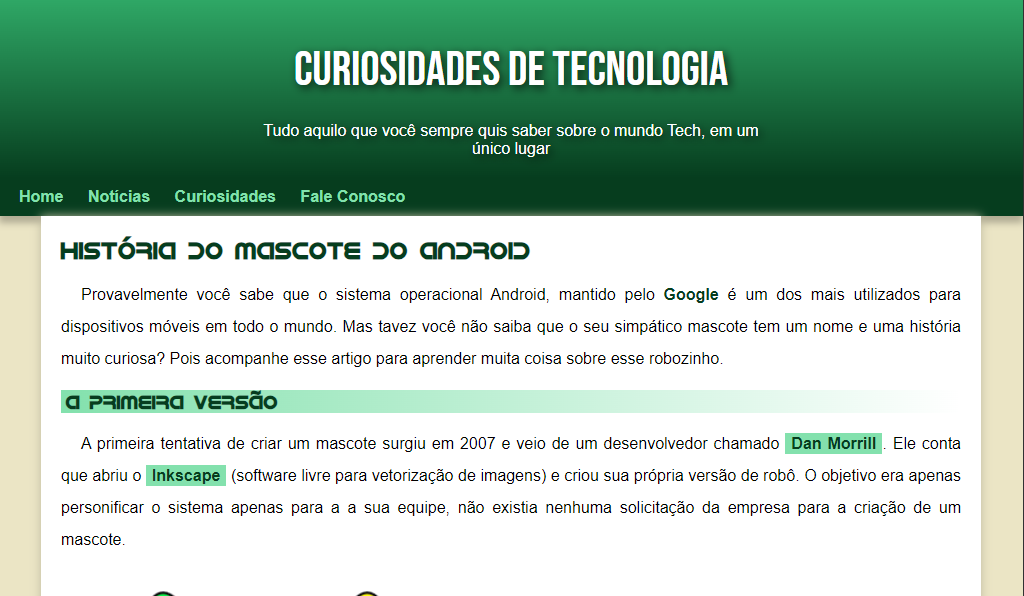 CURIOSIDADES DE TECNOLOGIA
Tudo aquilo que você sempre quis saber sobre o mundo Tech, em um
único lugar
Home Notícias Curiosidades Fale Conosco
HISTÓRIA DO MASCOTE DO ANDROID
Provavelmente você sabe que o sistema operacional Android, mantido pelo Google é um dos mais utilizados para
dispositivos móveis em todo o mundo. Mas tavez você não saiba que o seu simpático mascote tem um nome e uma história
muito curiosa? Pois acompanhe esse artigo para aprender muita coisa sobre esse robozinho.
A PRIMEIRA VERSÃO
A primeira tentativa de criar um mascote surgiu em 2007 e veio de um desenvolvedor chamado Dan Morrill. Ele conta
que abriu o Inkscape (software livre para vetorização de imagens) e criou sua própria versão de robô. O objetivo era apenas
personificar o sistema apenas para a a sua equipe, não existia nenhuma solicitação da empresa para a criação de um
mascote.